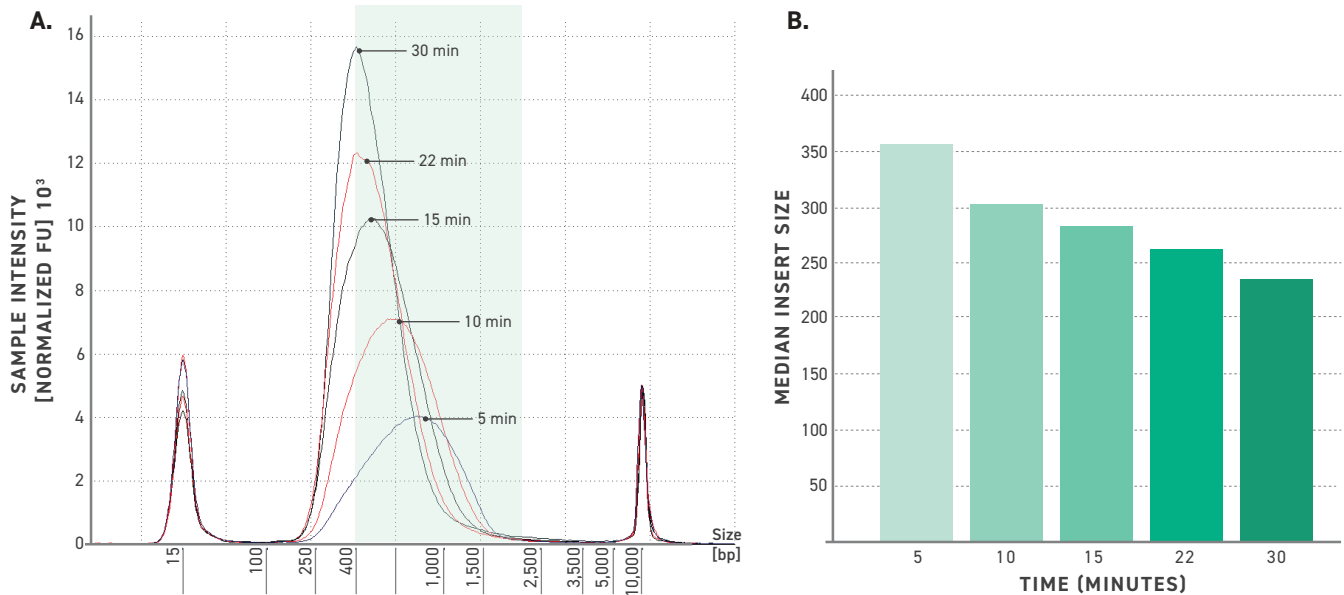 A.
SAMPLE INTENSITY
[NORMALIZED FU] 10³
16
14
12
10
8
6
4
2
0
30 min
22 min
15 min
10 min
5 min
Size
[bp]
15
100
250
400
1,000
1,500
2,500
3,500
5,000
10,000
B.
MEDIAN INSERT SIZE
400
350
300
250
200
150
100
50
5
10
15
22
30
TIME (MINUTES)